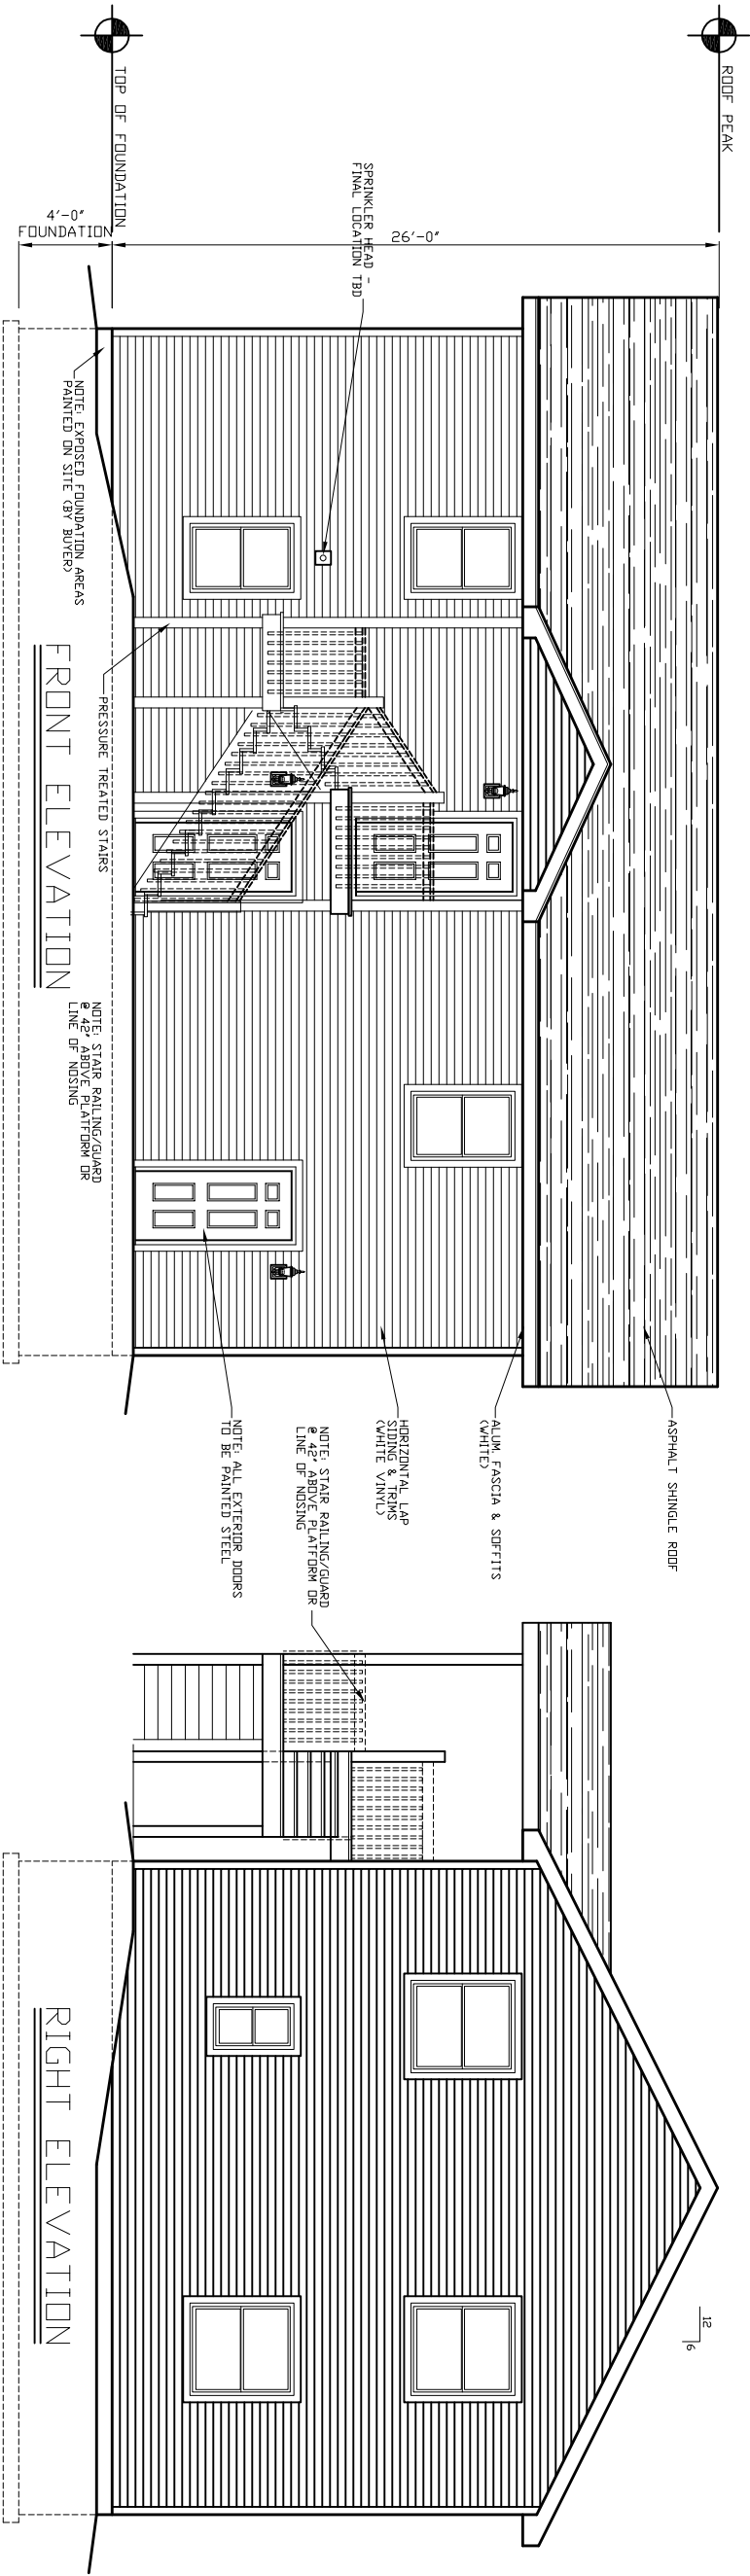 ROOF PEAK
TOP OF FOUNDATION
26'-0"
4'-0"
FOUNDATION
SPRINKLER HEAD -
FINAL LOCATION TBD
NOTE: EXPOSED FOUNDATION AREAS
PAINTED ON SITE (BY BUYER)
PRESSURE TREATED STAIRS
FRONT ELEVATION
NOTE: STAIR RAILING/GUARD
@ 42" ABOVE PLATFORM OR
LINE OF NOSING
ASPHALT SHINGLE ROOF
ALUM. FASCIA & SOFFITS
(WHITE)
HORIZONTAL LAP
SIDING & TRIMS
(WHITE VINYL)
NOTE: STAIR RAILING/GUARD
@ 42" ABOVE PLATFORM OR
LINE OF NOSING
NOTE: ALL EXTERIOR DOORS
TO BE PAINTED STEEL
12
6
RIGHT ELEVATION